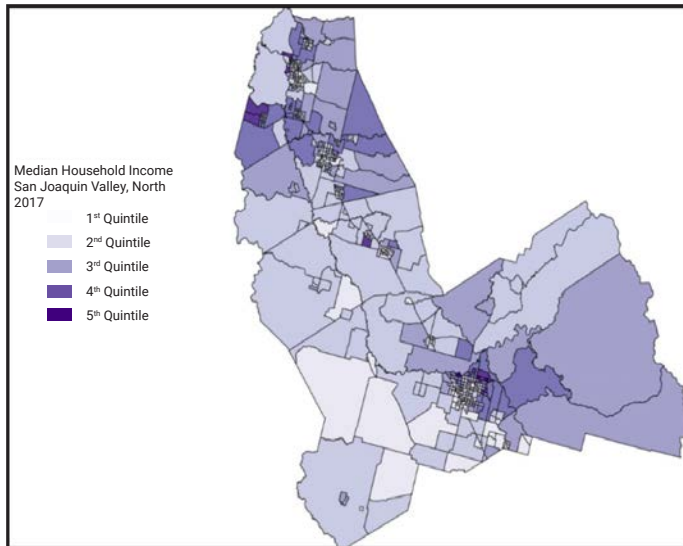 Median Household Income
San Joaquin Valley, North
2017
1st Quintile
2nd Quintile
3rd Quintile
4th Quintile
5th Quintile